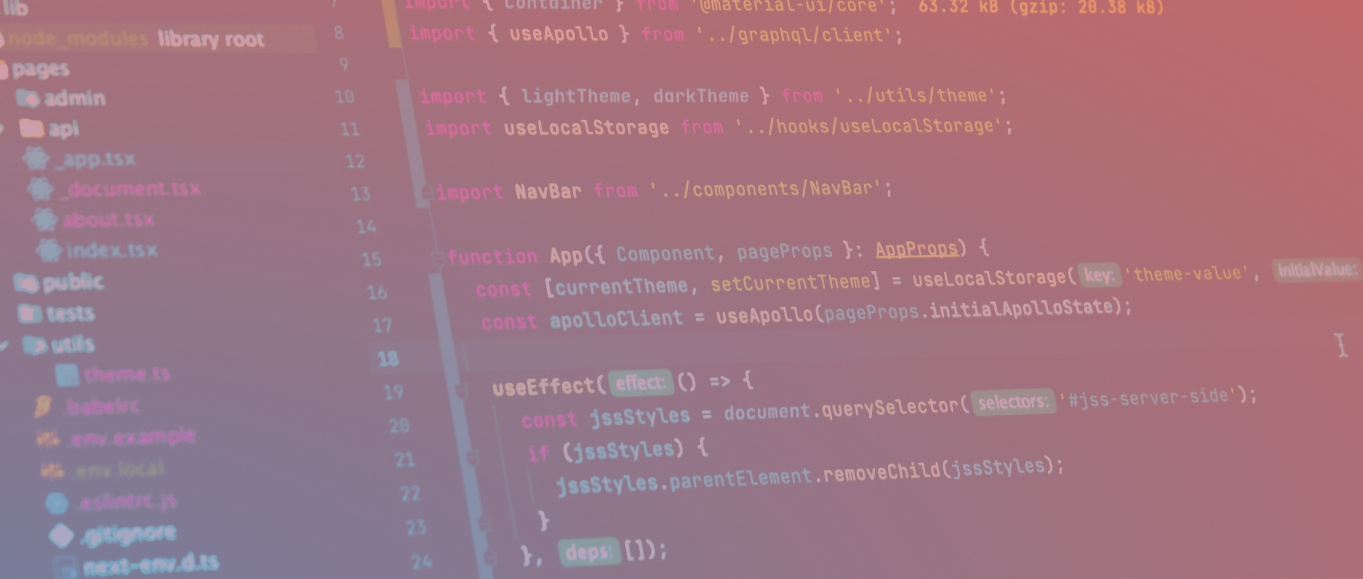 lib
node_modules library root
pages
admin
api
_app.tsx
_document.tsx
about.tsx
index.tsx
public
tests
utils
theme.ts
.babelrc
.env.example
.env.local
.eslintrc.js
.gitignore
next-env.d.ts
7 import { Container } from '@material-ui/core'; 63.32 kB (gzip: 20.38 kB)
8 import { useApollo } from '../graphql/client';
9
10 import { lightTheme, darkTheme } from '../utils/theme';
11 import useLocalStorage from '../hooks/useLocalStorage';
12
13 import NavBar from '../components/NavBar';
14
15 function App({ Component, pageProps }: AppProps) {
16 const [currentTheme, setCurrentTheme] = useLocalStorage( key: 'theme-value', initialValue:
17 const apolloClient = useApollo(pageProps.initialApolloState);
18
19 useEffect( effect: () => {
20 const jssStyles = document.querySelector( selectors: '#jss-server-side');
21 if (jssStyles) {
22 jssStyles.parentElement.removeChild(jssStyles);
23 }
24 }, deps: []);